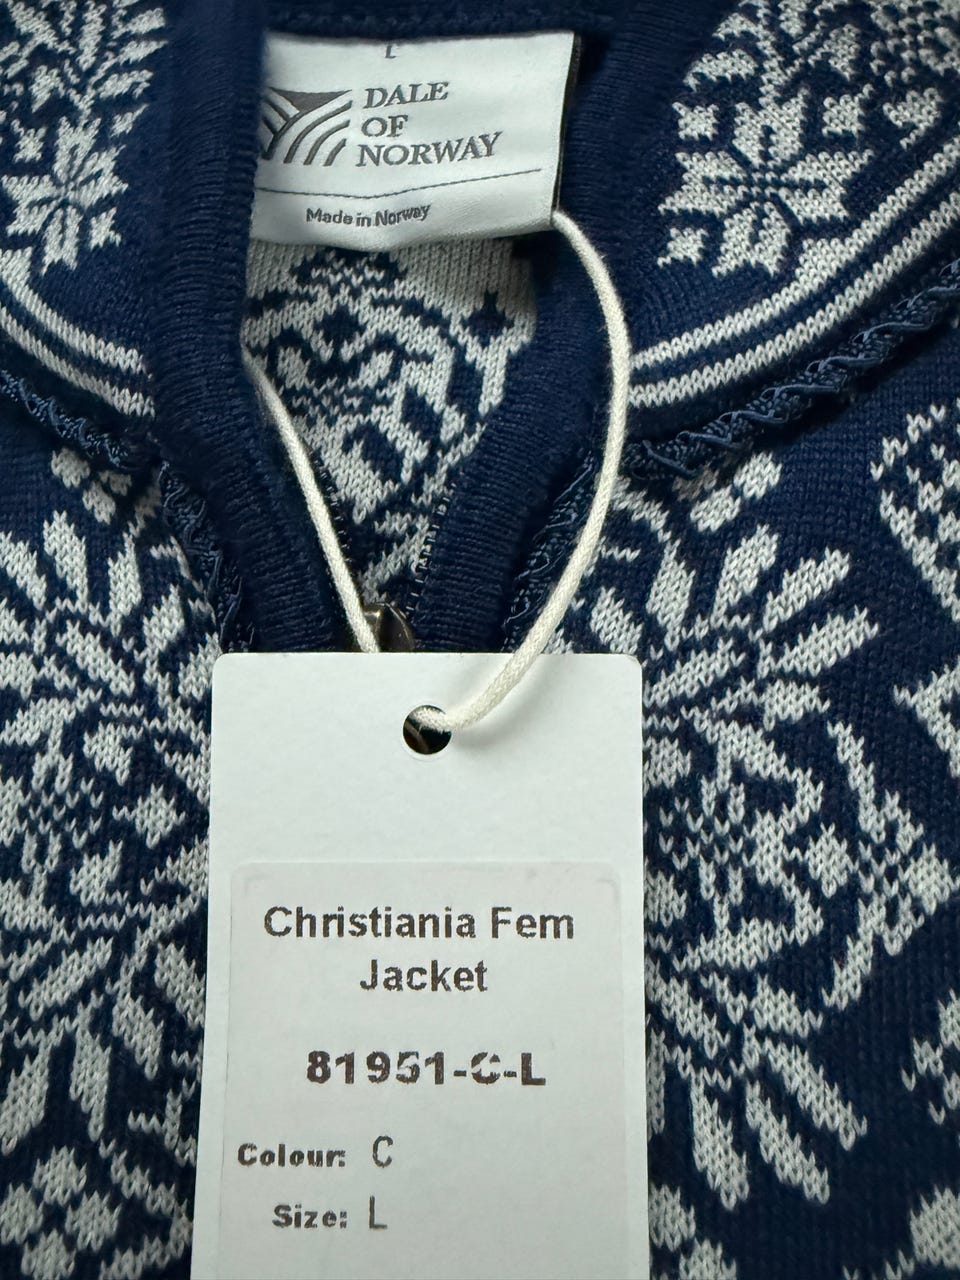 L
DALE
OF
NORWAY
Made in Norway
Christiania Fem
Jacket
81951-C-L
Colour: C
Size: L